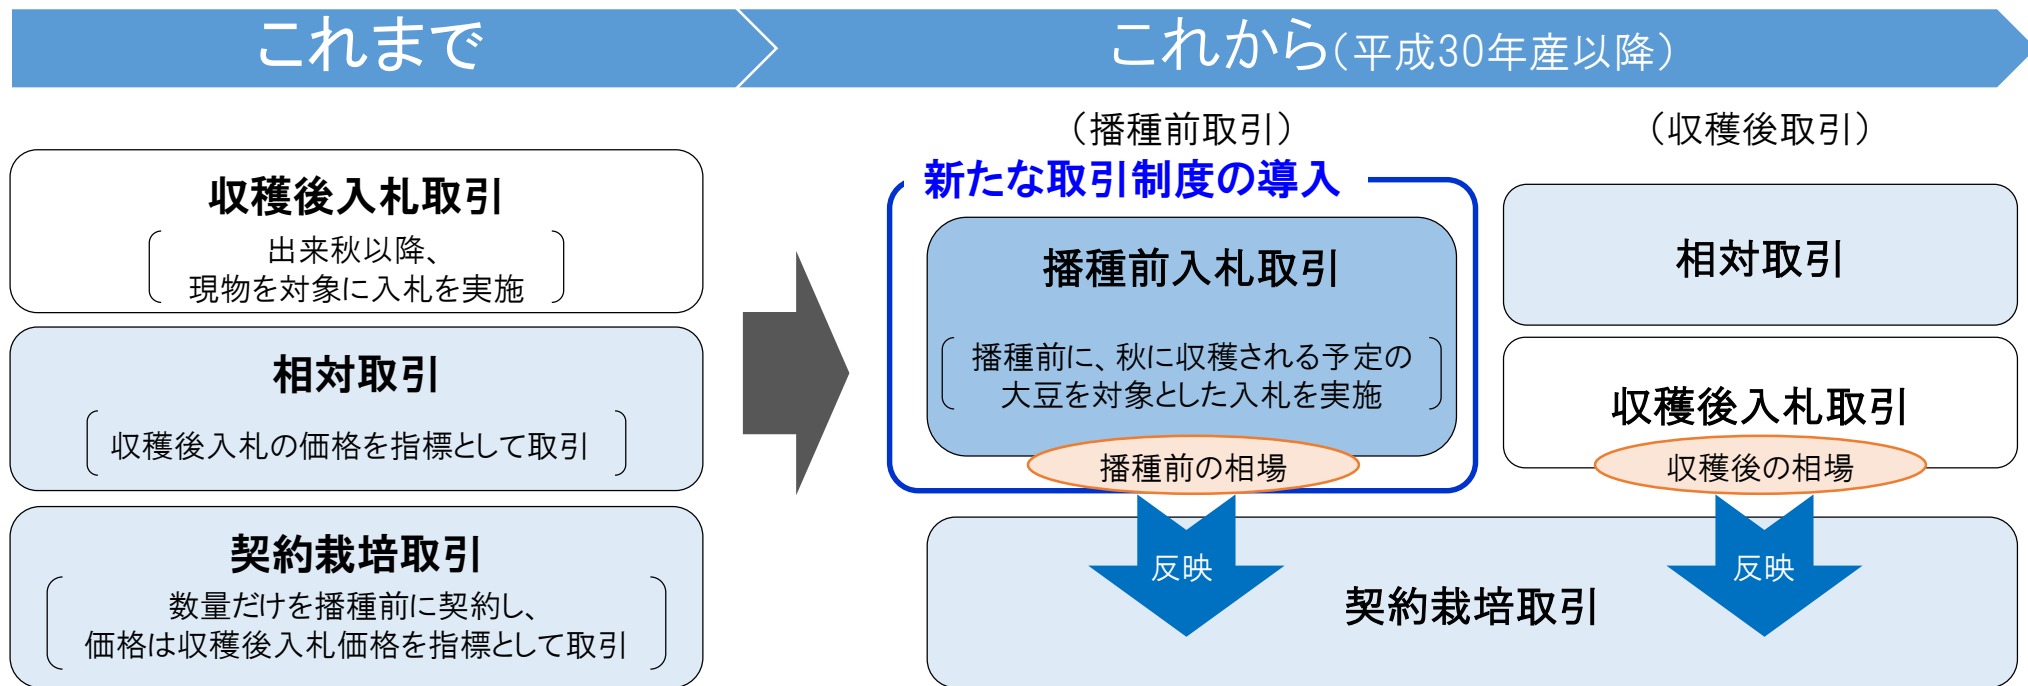 これまで
これから(平成30年産以降)
収穫後入札取引
出来秋以降、
現物を対象に入札を実施
相対取引
収穫後入札の価格を指標として取引
契約栽培取引
数量だけを播種前に契約し、
価格は収穫後入札価格を指標として取引
(播種前取引)
新たな取引制度の導入
播種前入札取引
播種前に、秋に収穫される予定の
大豆を対象とした入札を実施
播種前の相場
反映
(収穫後取引)
相対取引
収穫後入札取引
収穫後の相場
反映
契約栽培取引